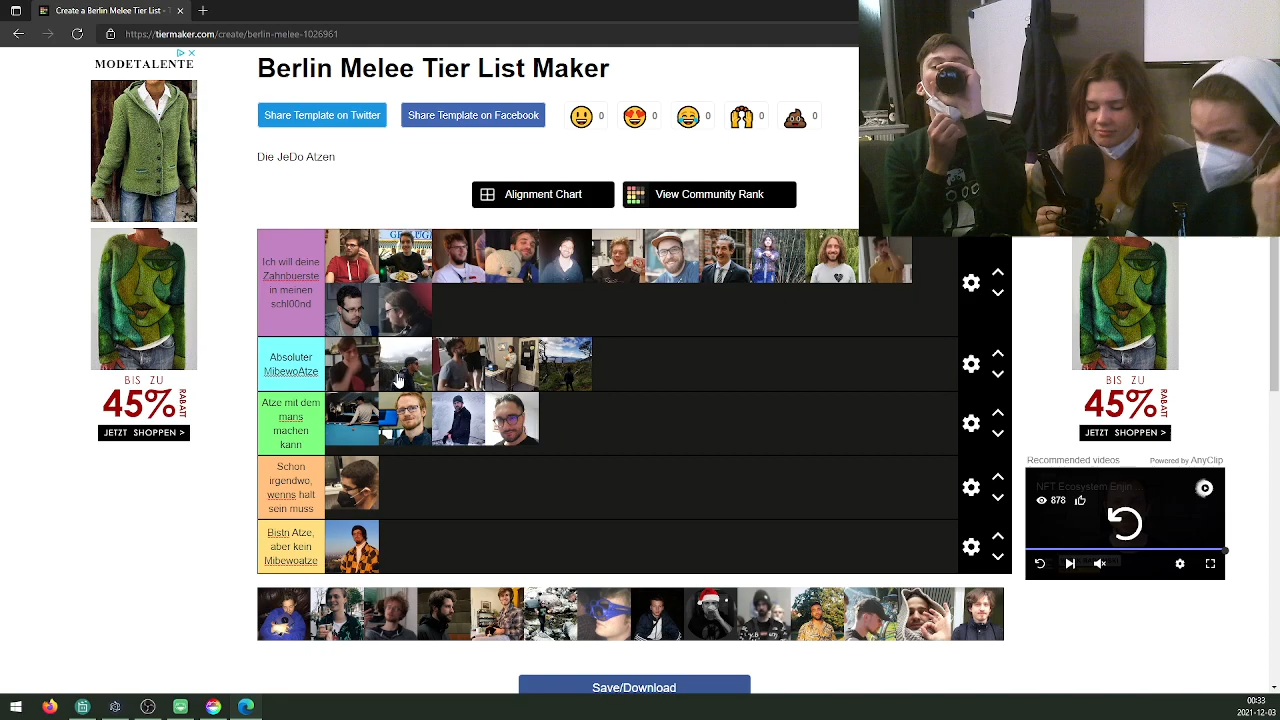 Create a Berlin Melee Tier List - T
https://tiermaker.com/create/berlin-melee-1026961
MODETALENTE
BIS ZU
45% RABATT
JETZT SHOPPEN >
Berlin Melee Tier List Maker
Share Template on Twitter
Share Template on Facebook
0
0
0
0
0
Die JeDo Atzen
Alignment Chart
View Community Rank
Ich will deine
Zahnbuerste
in meinen
schl00nd
Absoluter
MibewoAtze
Atze mit dem
mans
machen
kann
Schon
irgendwo,
wenns halt
sein muss
Bistn Atze,
aber kein
Mibewoatze
Save/Download
BIS ZU
45% RABATT
JETZT SHOPPEN >
Recommended videos
Powered by AnyClip
NFT Ecosystem Enjin
878
00:33
2021-12-03